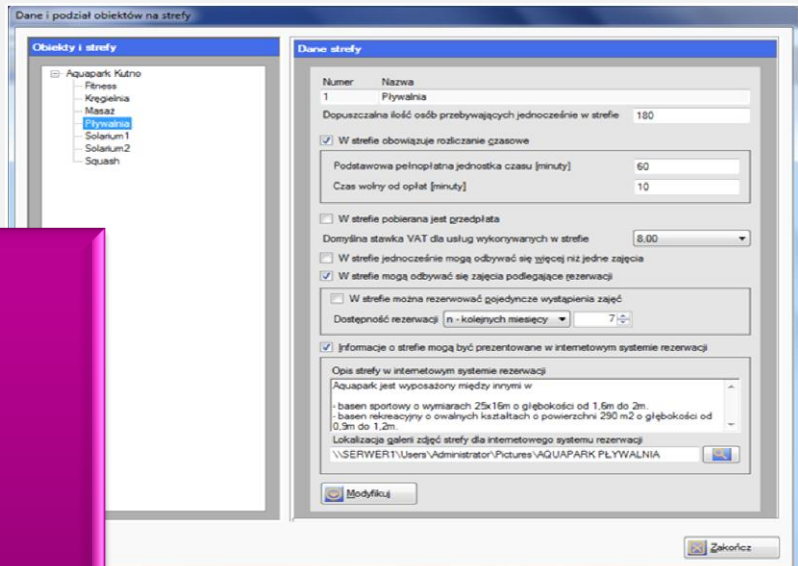 Dane i podział obiektów na strefy
Obiekty i strefy
Aquapark Kutno
Fitness
Kręgielnia
Masaż
Pływalnia
Solarium1
Solarium2
Squash
Dane strefy
Numer Nazwa
1 Pływalnia
Dopuszczalna ilość osób przebywających jednocześnie w strefie 180
W strefie obowiązuje rozliczanie czasowe
Podstawowa pełnopłatna jednostka czasu [minuty] 60
Czas wolny od opłat [minuty] 10
W strefie pobierana jest przedpłata
Domyślna stawka VAT dla usług wykonywanych w strefie 8,00
W strefie jednocześnie mogą odbywać się więcej niż jedne zajęcia
W strefie mogą odbywać się zajęcia podlegające rezerwacji
W strefie można rezerwować pojedyncze wystąpienia zajęć
Dostępność rezerwacji n - kolejnych miesięcy 7
Informacje o strefie mogą być prezentowane w internetowym systemie rezerwacji
Opis strefy w internetowym systemie rezerwacji
Aquapark jest wyposażony między innymi w
- basen sportowy o wymiarach 25x16m o głębokości od 1,6m do 2m.
- basen rekreacyjny o owalnych kształtach o powierzchni 290 m2 o głębokości od
0,9m do 1,2m.
Lokalizacja galerii zdjęć strefy dla internetowego systemu rezerwacji
\\SERWER1\Users\Administrator\Pictures\AQUAPARK PŁYWALNIA
Modyfikuj
Zakończ